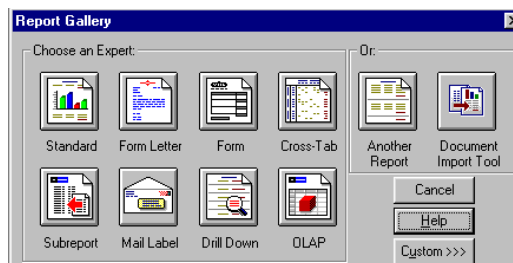 Report Gallery
Choose an Expert:
Or:
Standard Form Letter Form Cross-Tab
Another Report
Document Import Tool
Subreport Mail Label Drill Down OLAP
Cancel
Help
Custom >>>